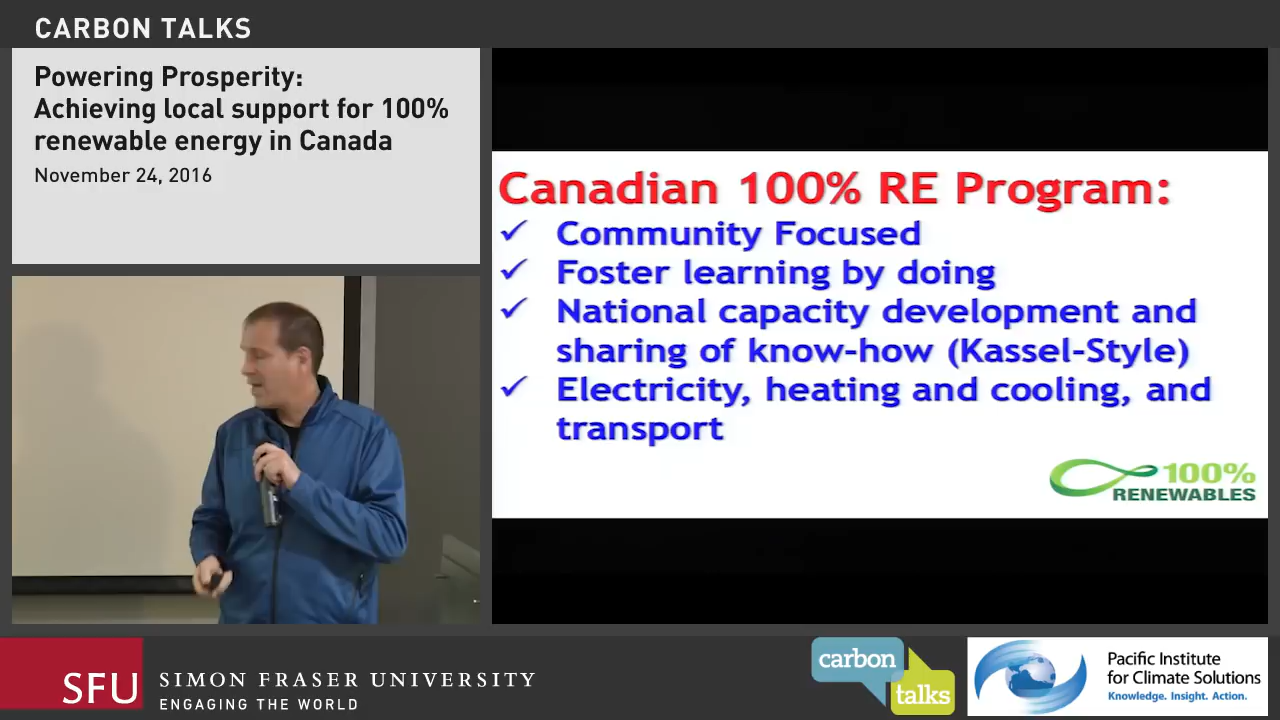 CARBON TALKS
Powering Prosperity:
Achieving local support for 100%
renewable energy in Canada
November 24, 2016
Canadian 100% RE Program:
✓ Community Focused
✓ Foster learning by doing
✓ National capacity development and
sharing of know-how (Kassel-Style)
✓ Electricity, heating and cooling, and
transport
100%
RENEWABLES
SFU
SIMON FRASER UNIVERSITY
ENGAGING THE WORLD
carbon
talks
Pacific Institute
for Climate Solutions
Knowledge. Insight. Action.